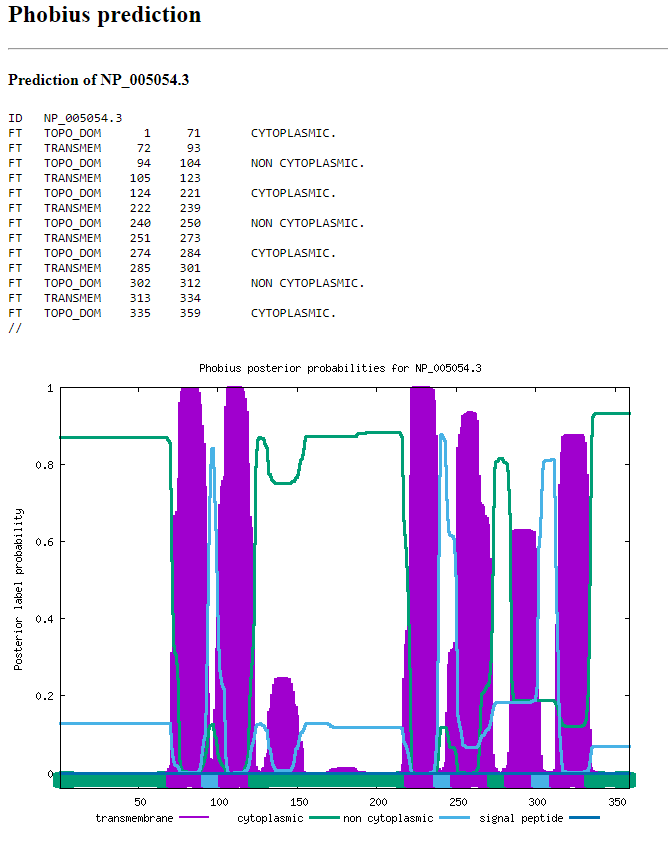 Phobius prediction
Prediction of NP_005054.3
ID NP_005054.3
FT TOPO_DOM 1 71 CYTOPLASMIC.
FT TRANSMEM 72 93
FT TOPO_DOM 94 104 NON CYTOPLASMIC.
FT TRANSMEM 105 123
FT TOPO_DOM 124 221 CYTOPLASMIC.
FT TRANSMEM 222 239
FT TOPO_DOM 240 250 NON CYTOPLASMIC.
FT TRANSMEM 251 273
FT TOPO_DOM 274 284 CYTOPLASMIC.
FT TRANSMEM 285 301
FT TOPO_DOM 302 312 NON CYTOPLASMIC.
FT TRANSMEM 313 334
FT TOPO_DOM 335 359 CYTOPLASMIC.
//
Phobius posterior probabilities for NP_005054.3
Posterior label probability
1
0.8
0.6
0.4
0.2
0
50 100 150 200 250 300 350
transmembrane cytoplasmic non cytoplasmic signal peptide